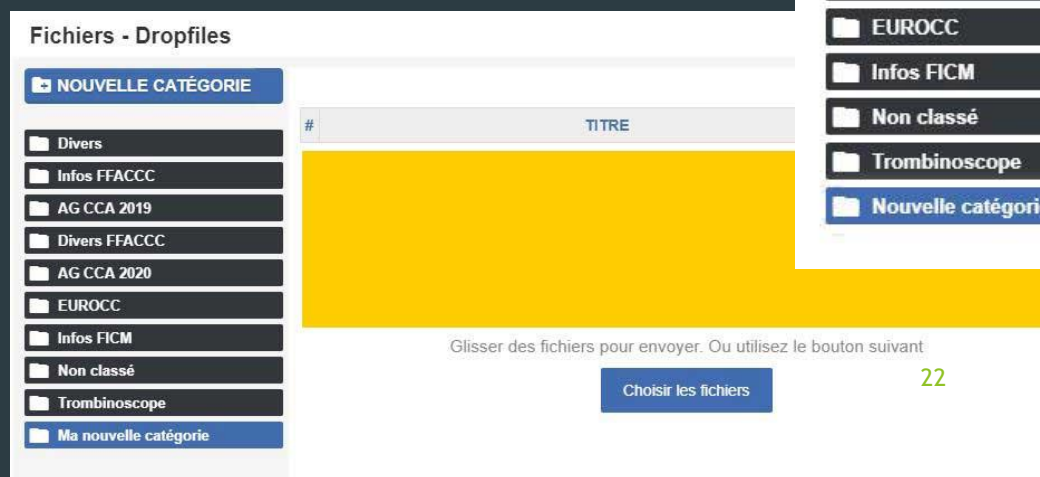 Fichiers - Dropfiles
NOUVELLE CATÉGORIE
Divers
Infos FFACCC
AG CCA 2019
Divers FFACCC
AG CCA 2020
EUROCC
Infos FICM
Non classé
Trombinoscope
Ma nouvelle catégorie
# TITRE
Glisser des fichiers pour envoyer. Ou utilisez le bouton suivant
Choisir les fichiers
EUROCC
Infos FICM
Non classé
Trombinoscope
Nouvelle catégori
22